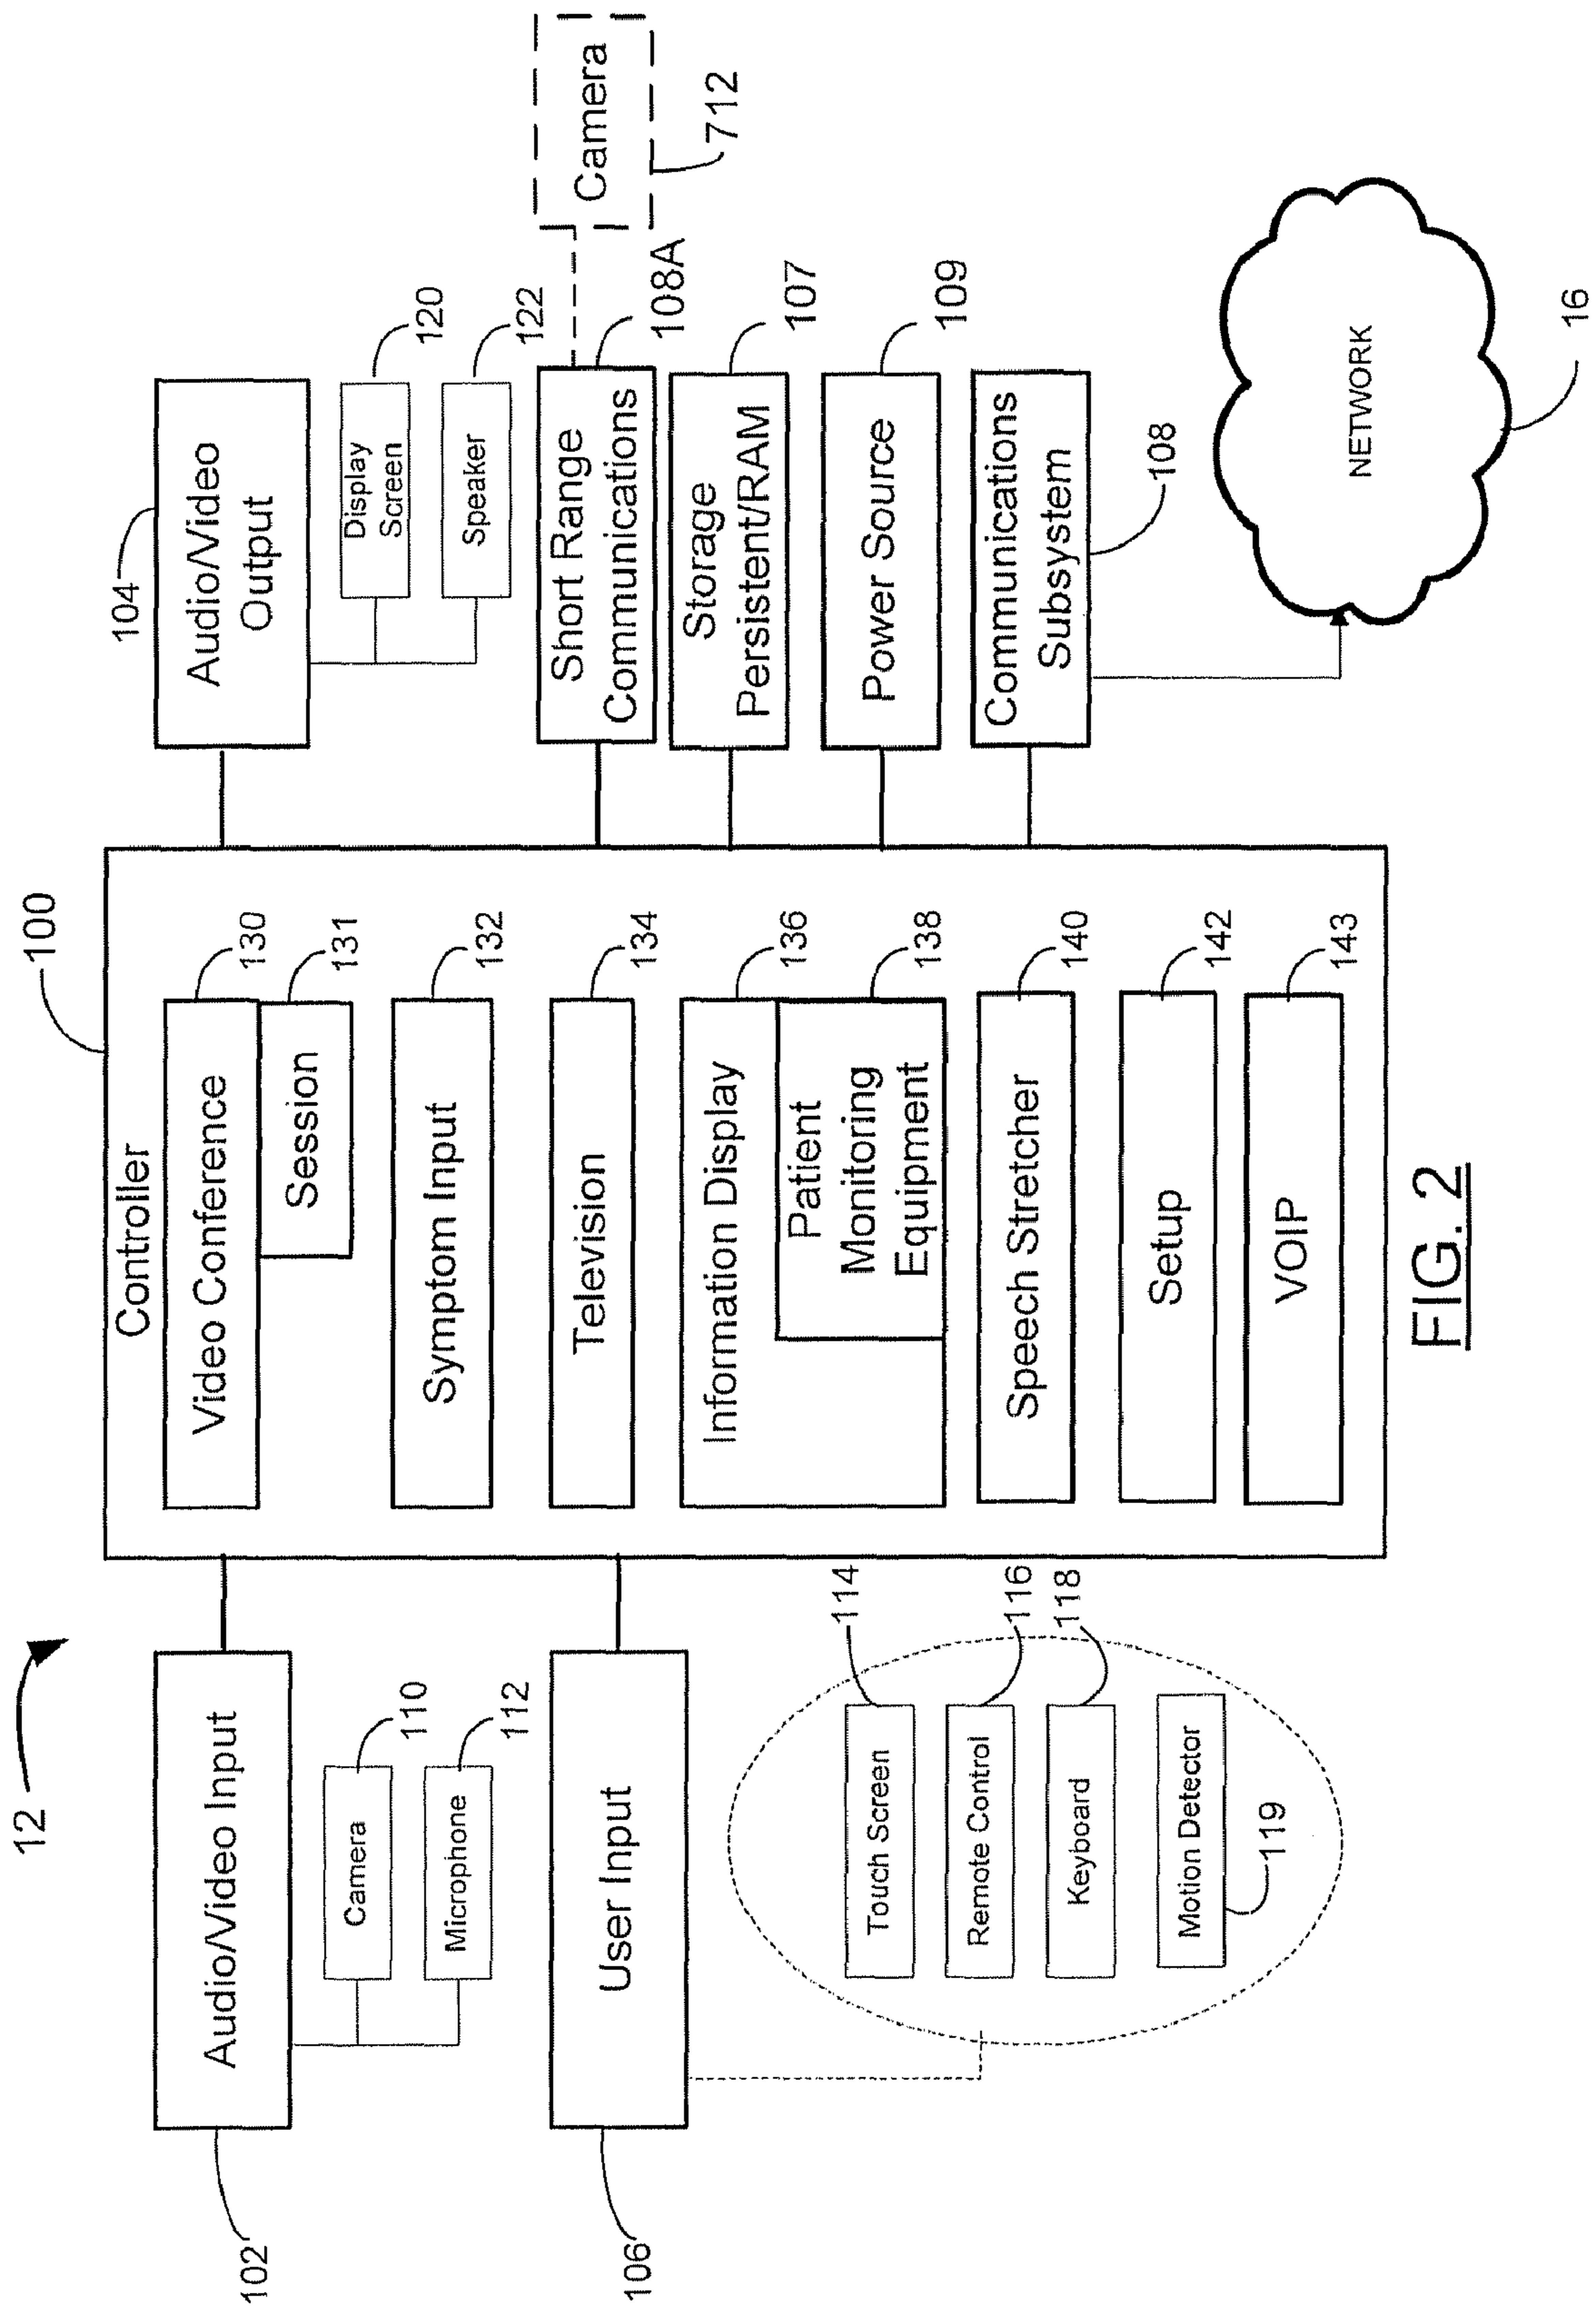 12
100
Controller
Video Conference
130
Session
131
Symptom Input
132
Television
134
Information Display
136
Patient
Monitoring
Equipment
138
Speech Stretcher
140
Setup
142
VOIP
143
Audio/Video Input
102
Camera
110
Microphone
112
User Input
106
Touch Screen
114
Remote Control
116
Keyboard
118
Motion Detector
119
104
Audio/Video
Output
Display
Screen
120
Speaker
122
Short Range
Communications
108A
Camera
712
Storage
Persistent/RAM
107
Power Source
109
Communications
Subsystem
108
NETWORK
16
FIG. 2